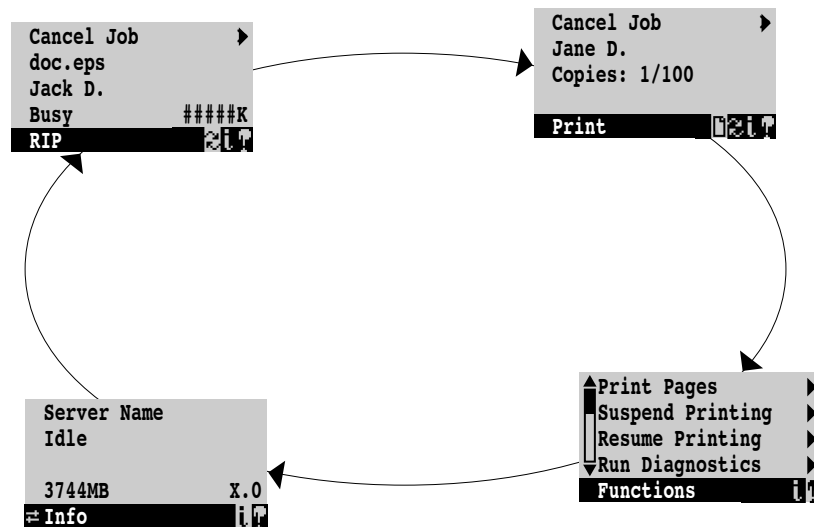 Cancel Job
doc.eps
Jack D.
Busy #####K
RIP
Cancel Job
Jane D.
Copies: 1/100
Print
Print Pages
Suspend Printing
Resume Printing
Run Diagnostics
Functions
Server Name
Idle
3744MB X.0
Info